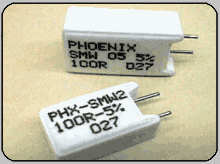 PHOENIX
SMW 05 5%
100R 027
PHX-SMW2
100R-5%
027